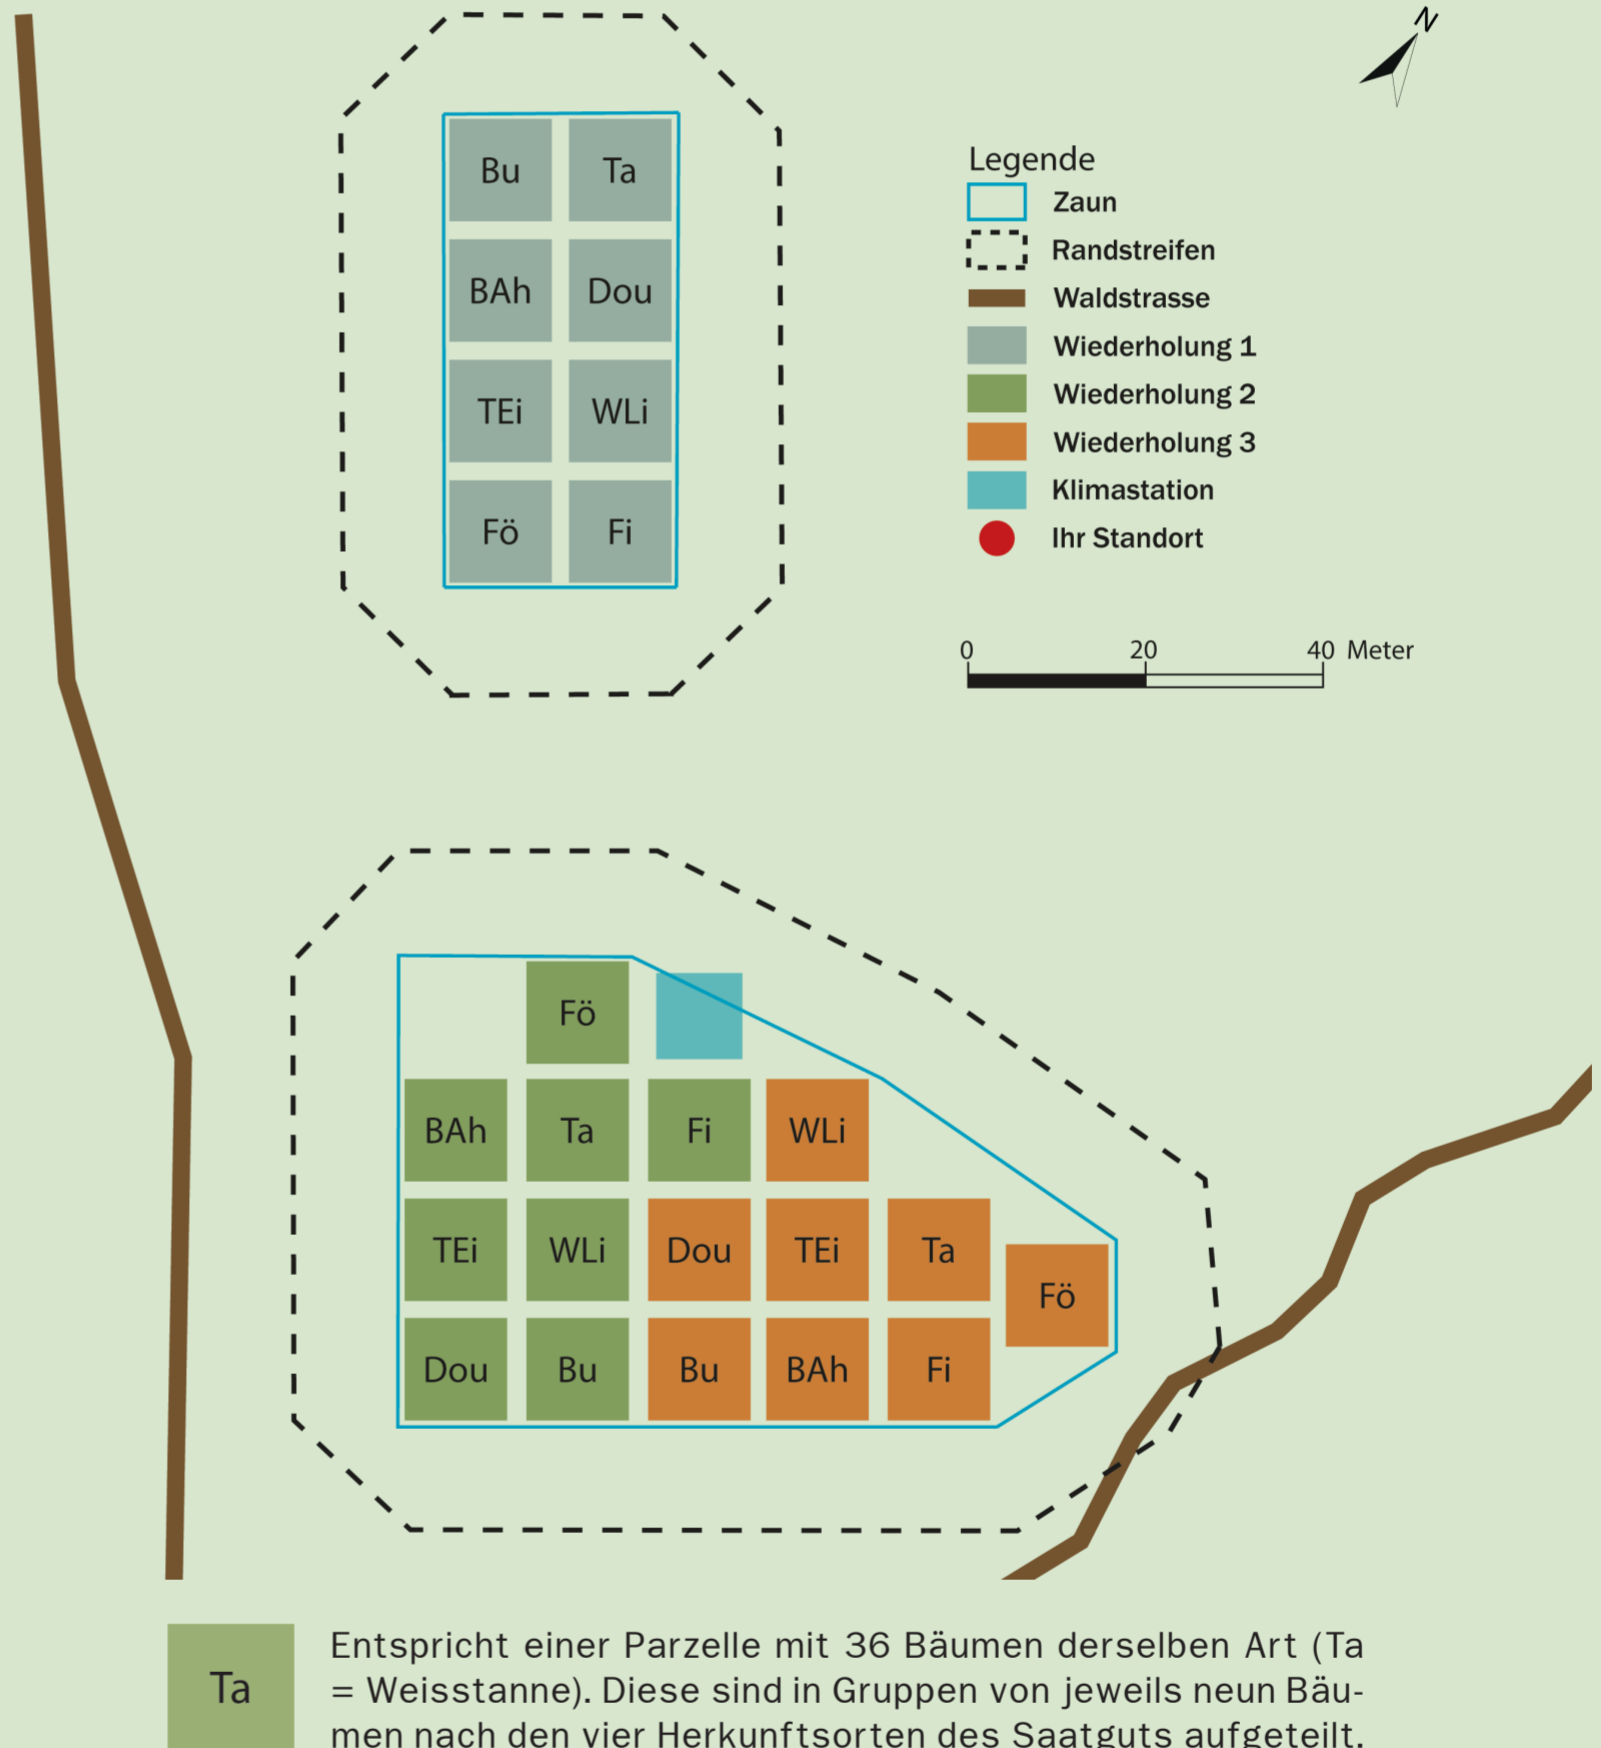 N
Bu Ta
BAh Dou
TEi WLi
Fö Fi
Legende
Zaun
Randstreifen
Waldstrasse
Wiederholung 1
Wiederholung 2
Wiederholung 3
Klimastation
Ihr Standort
0 20 40 Meter
Fö
BAh Ta Fi WLi
TEi WLi Dou TEi Ta
Fö
Dou Bu Bu BAh Fi
Ta
Entspricht einer Parzelle mit 36 Bäumen derselben Art (Ta
= Weisstanne). Diese sind in Gruppen von jeweils neun Bäu-
men nach den vier Herkunftsorten des Saatguts aufgeteilt.